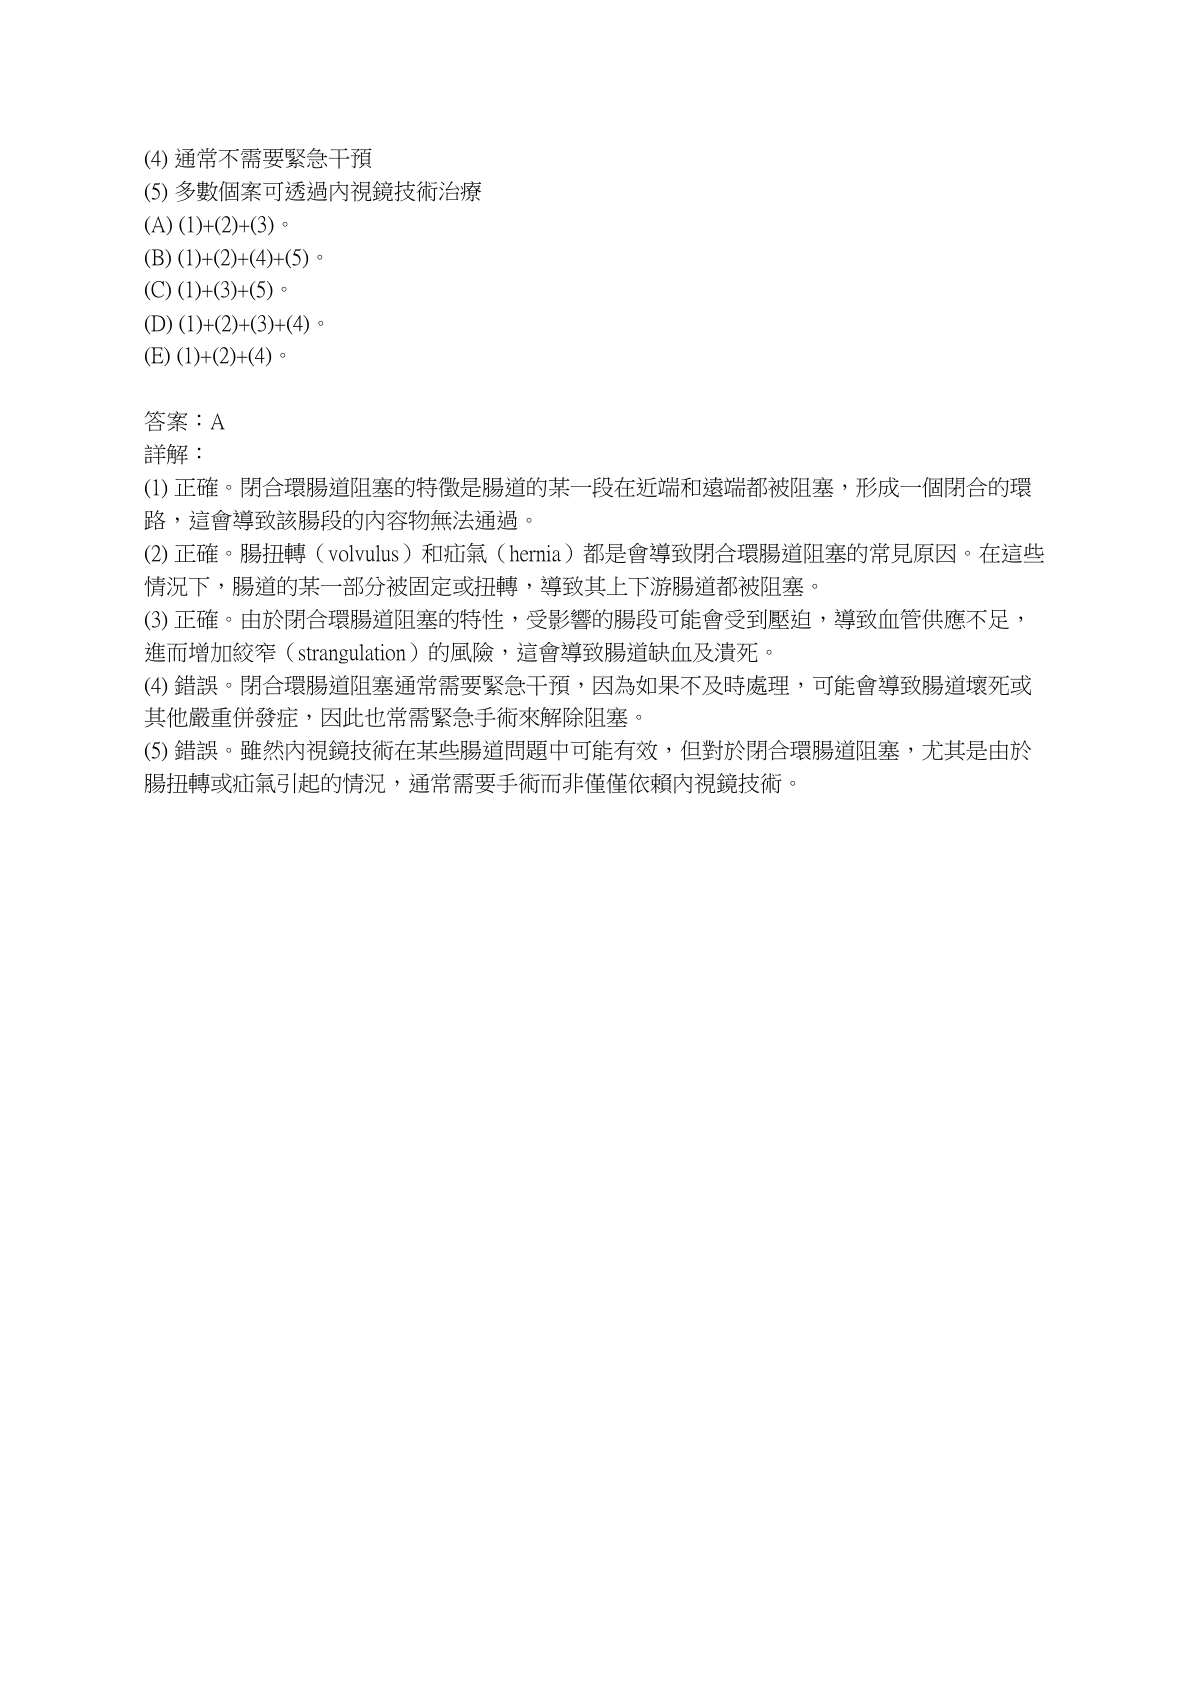 (4) 通常不需要緊急干預
(5) 多數個案可透過內視鏡技術治療
(A) (1)+(2)+(3)。
(B) (1)+(2)+(4)+(5)。
(C) (1)+(3)+(5)。
(D) (1)+(2)+(3)+(4)。
(E) (1)+(2)+(4)。
答案：A
詳解：
(1) 正確。閉合環腸道阻塞的特徵是腸道的某一段在近端和遠端都被阻塞，形成一個閉合的環
路，這會導致該腸段的內容物無法通過。
(2) 正確。腸扭轉（volvulus）和疝氣（hernia）都是會導致閉合環腸道阻塞的常見原因。在這些
情況下，腸道的某一部分被固定或扭轉，導致其上下游腸道都被阻塞。
(3) 正確。由於閉合環腸道阻塞的特性，受影響的腸段可能會受到壓迫，導致血管供應不足，
進而增加絞窄（strangulation）的風險，這會導致腸道缺血及潰死。
(4) 錯誤。閉合環腸道阻塞通常需要緊急干預，因為如果不及時處理，可能會導致腸道壞死或
其他嚴重併發症，因此也常需緊急手術來解除阻塞。
(5) 錯誤。雖然內視鏡技術在某些腸道問題中可能有效，但對於閉合環腸道阻塞，尤其是由於
腸扭轉或疝氣引起的情況，通常需要手術而非僅僅依賴內視鏡技術。